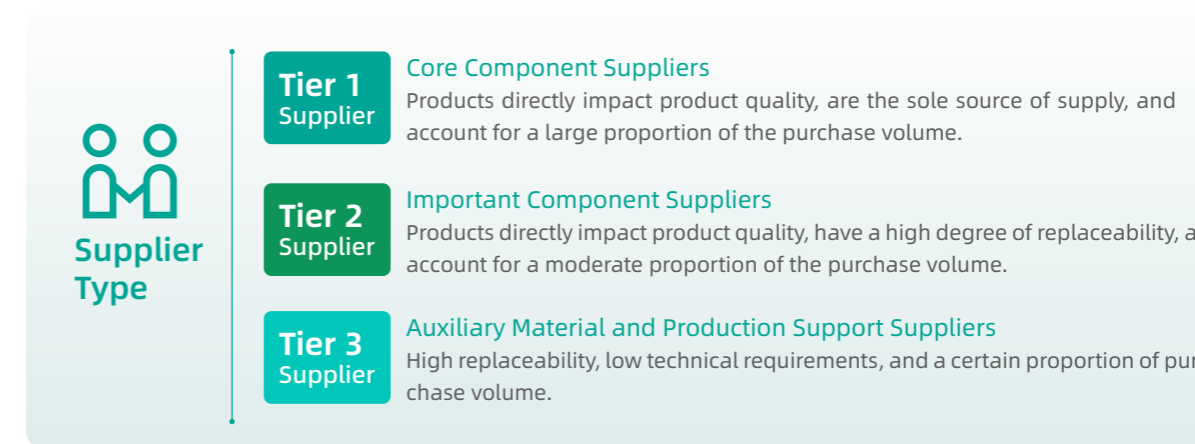 Supplier
Type
Tier 1
Supplier
Core Component Suppliers
Products directly impact product quality, are the sole source of supply, and
account for a large proportion of the purchase volume.
Tier 2
Supplier
Important Component Suppliers
Products directly impact product quality, have a high degree of replaceability, a
account for a moderate proportion of the purchase volume.
Tier 3
Supplier
Auxiliary Material and Production Support Suppliers
High replaceability, low technical requirements, and a certain proportion of pur
chase volume.